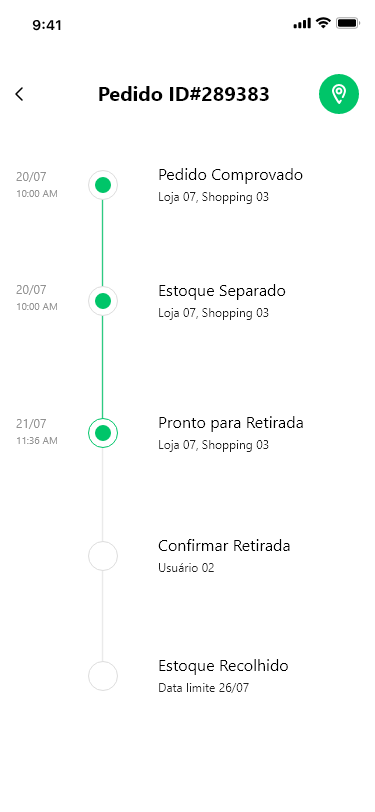 9:41
Pedido ID#289383
20/07
10:00 AM
Pedido Comprovado
Loja 07, Shopping 03
20/07
10:00 AM
Estoque Separado
Loja 07, Shopping 03
21/07
11:36 AM
Pronto para Retirada
Loja 07, Shopping 03
Confirmar Retirada
Usuário 02
Estoque Recolhido
Data limite 26/07